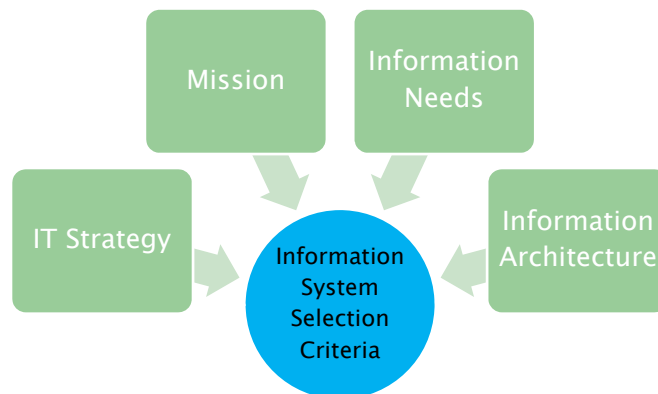 Mission
Information
Needs
IT Strategy
Information
Architecture
Information
System
Selection
Criteria